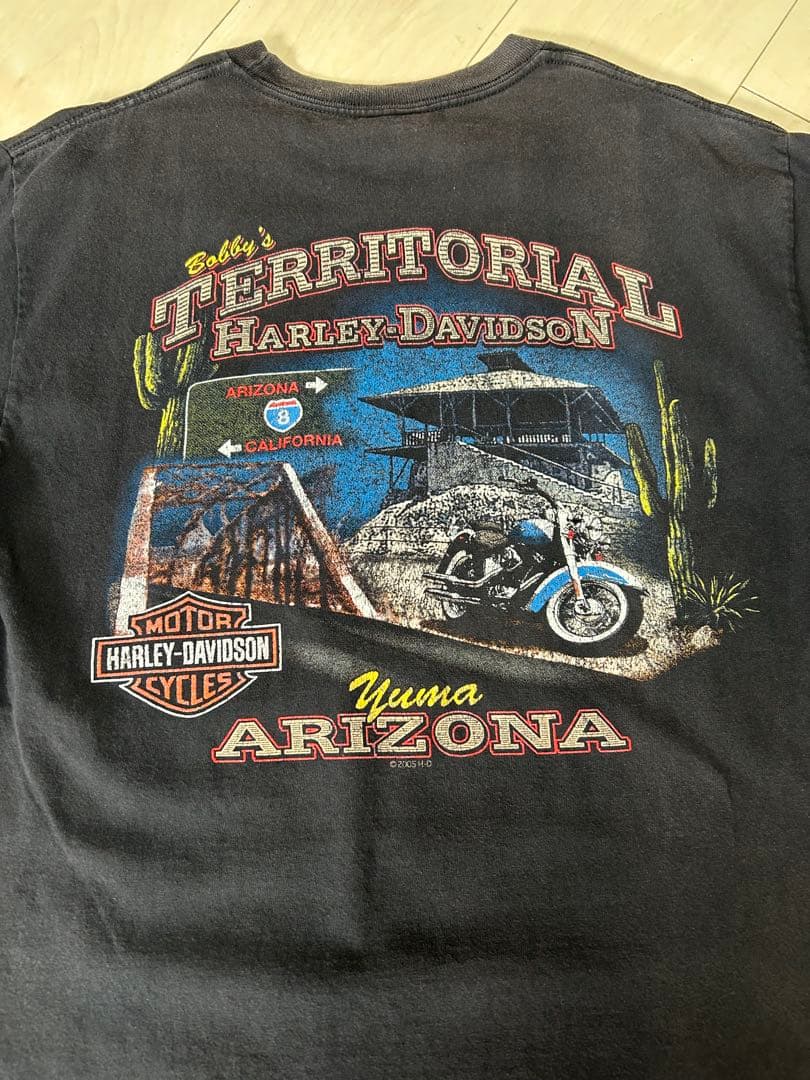 Bobby's
TERRITORIAL
HARLEY-DAVIDSON
ARIZONA →
8
← CALIFORNIA
MOTOR
HARLEY-DAVIDSON
CYCLES
Yuma
ARIZONA
©2005 H-D